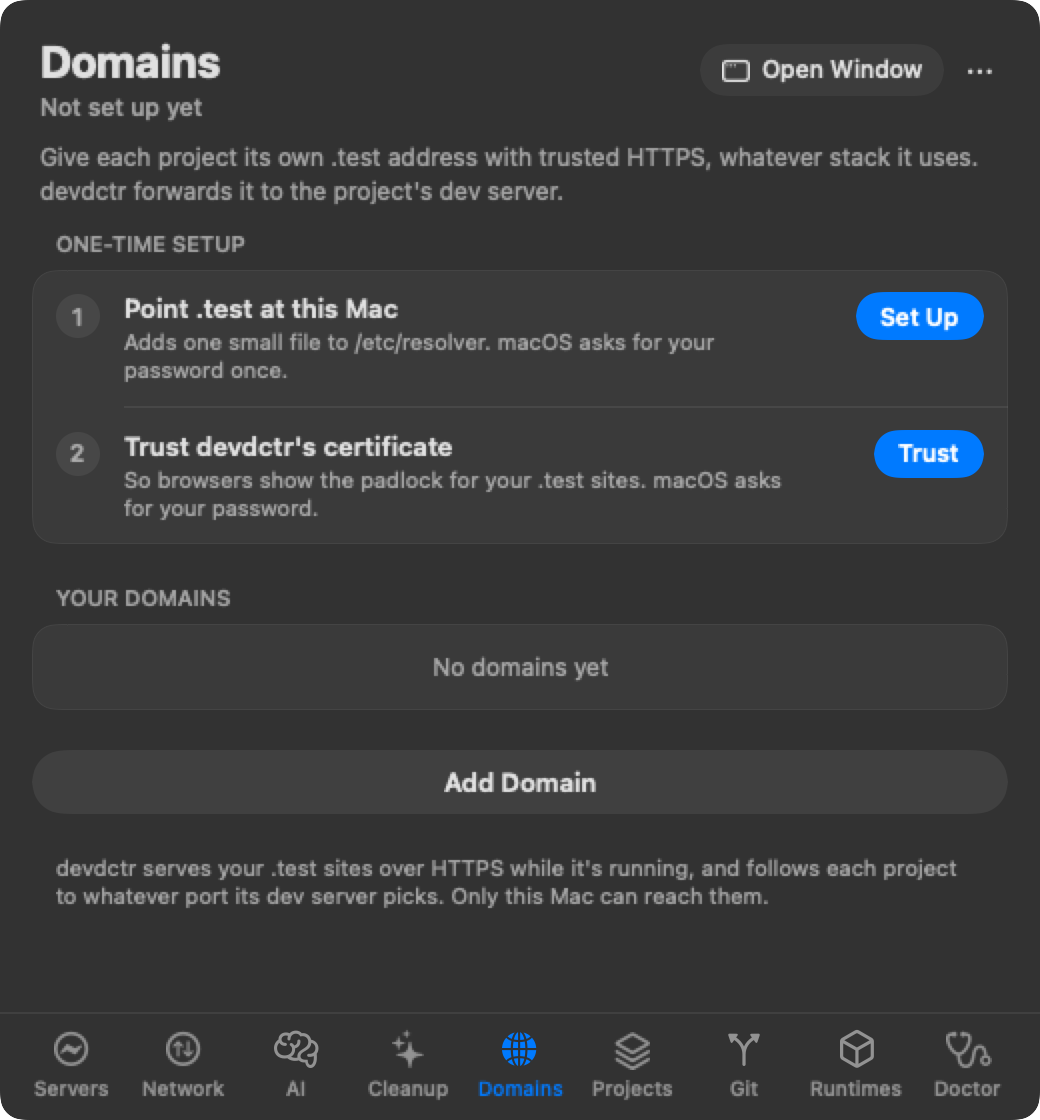 Domains
Open Window
Not set up yet
Give each project its own .test address with trusted HTTPS, whatever stack it uses.
devdctr forwards it to the project's dev server.
ONE-TIME SETUP
1
Point .test at this Mac
Set Up
Adds one small file to /etc/resolver. macOS asks for your
password once.
2
Trust devdctr's certificate
Trust
So browsers show the padlock for your .test sites. macOS asks
for your password.
YOUR DOMAINS
No domains yet
Add Domain
devdctr serves your .test sites over HTTPS while it's running, and follows each project
to whatever port its dev server picks. Only this Mac can reach them.
Servers
Network
AI
Cleanup
Domains
Projects
Git
Runtimes
Doctor